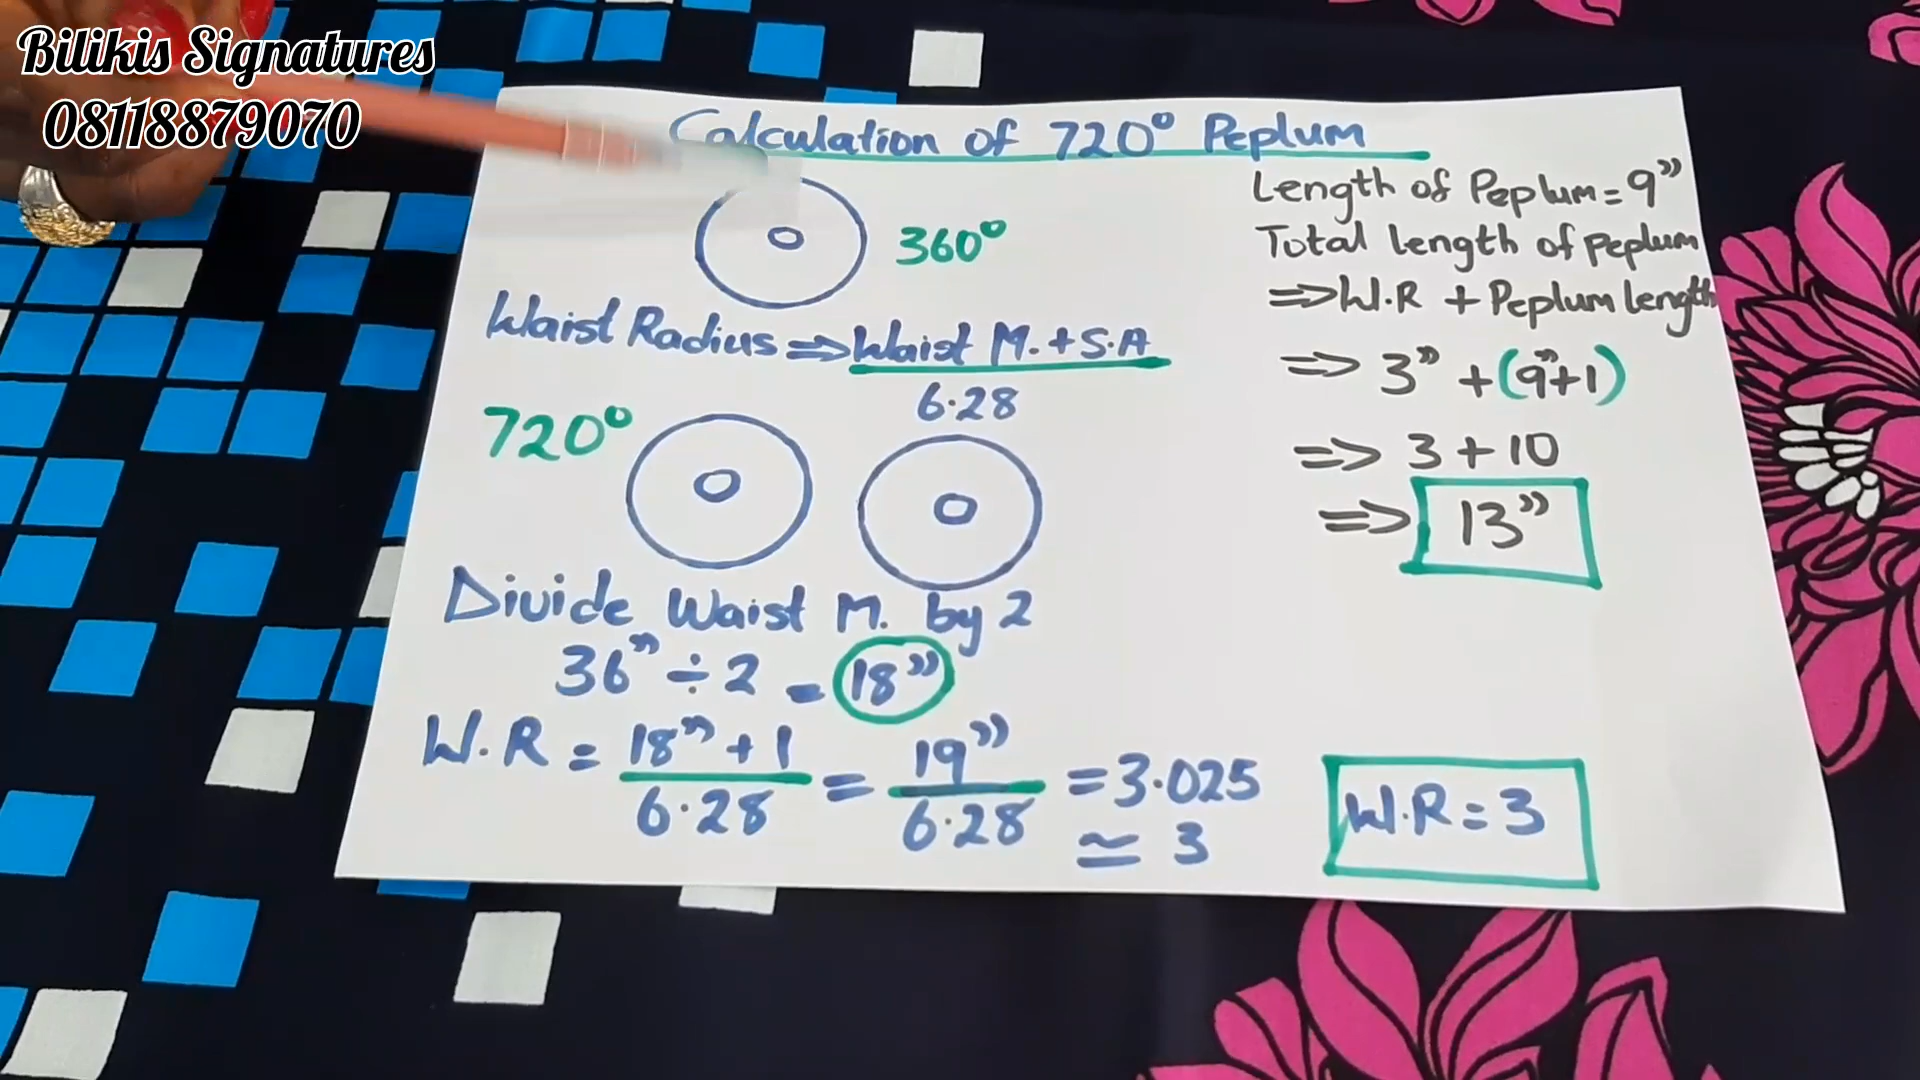 Bilikis Signatures
08118879070
Calculation of 720° Peplum
360°
Waist Radius ⇒ Waist M. + S.A
6.28
720°
Divide Waist M. by 2
36" ÷ 2 = 18"
W.R = 18" + 1 = 19" = 3.025
6.28 6.28 ≃ 3
W.R = 3
Length of Peplum = 9"
Total length of peplum
⇒ W.R + Peplum length
⇒ 3" + (9"+1)
⇒ 3 + 10
⇒ 13"